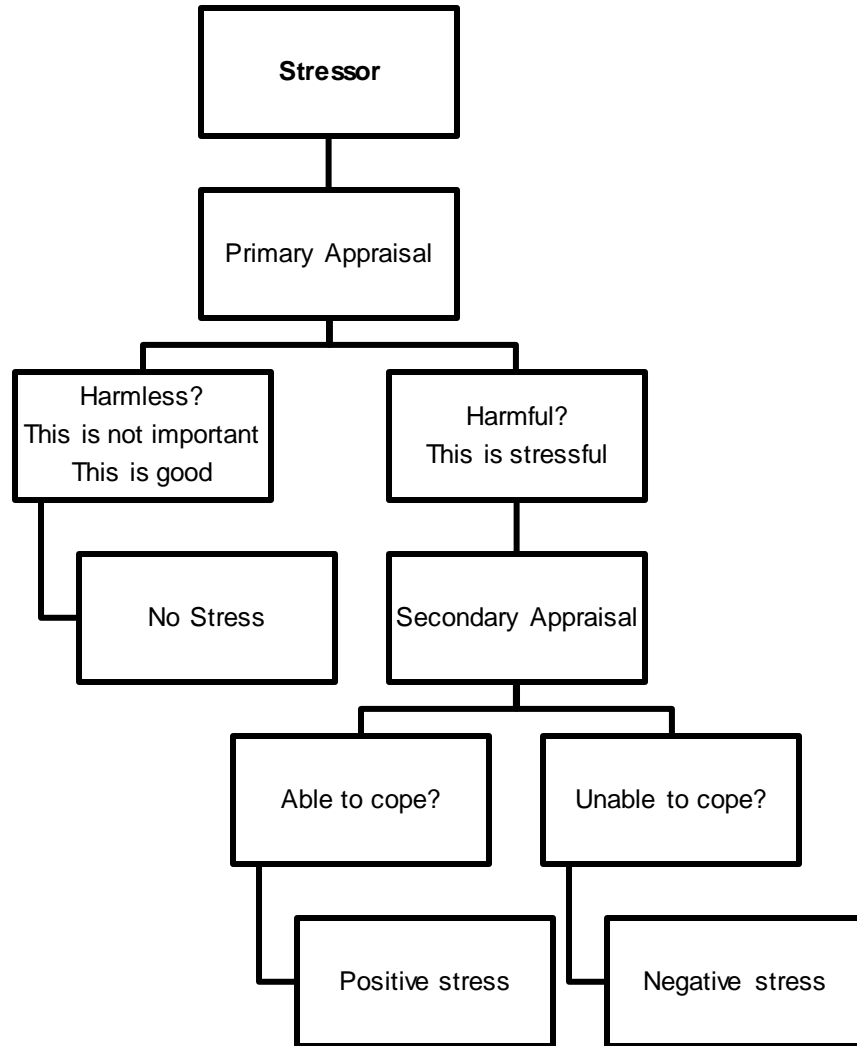 Stressor
Primary Appraisal
Harmless?
This is not important
This is good
Harmful?
This is stressful
No Stress
Secondary Appraisal
Able to cope?
Unable to cope?
Positive stress
Negative stress